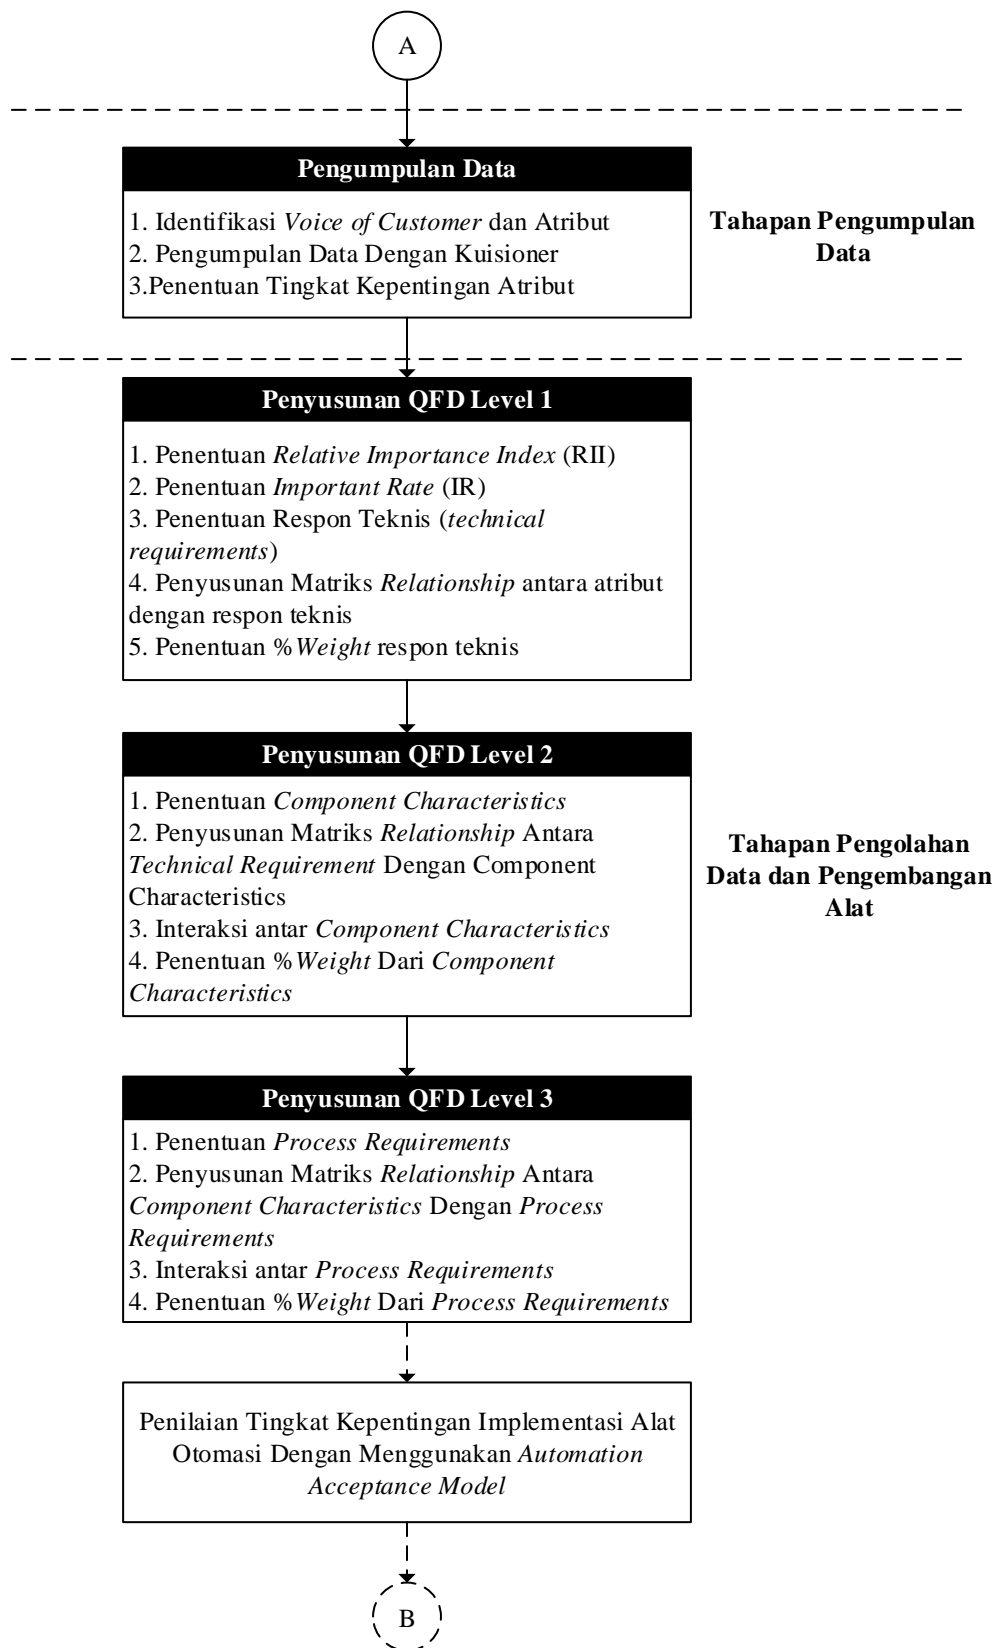 A
Pengumpulan Data
1. Identifikasi Voice of Customer dan Atribut
2. Pengumpulan Data Dengan Kuisioner
3.Penentuan Tingkat Kepentingan Atribut
Tahapan Pengumpulan
Data
Penyusunan QFD Level 1
1. Penentuan Relative Importance Index (RII)
2. Penentuan Important Rate (IR)
3. Penentuan Respon Teknis (technical
requirements)
4. Penyusunan Matriks Relationship antara atribut
dengan respon teknis
5. Penentuan %Weight respon teknis
Penyusunan QFD Level 2
1. Penentuan Component Characteristics
2. Penyusunan Matriks Relationship Antara
Technical Requirement Dengan Component
Characteristics
3. Interaksi antar Component Characteristics
4. Penentuan %Weight Dari Component
Characteristics
Tahapan Pengolahan
Data dan Pengembangan
Alat
Penyusunan QFD Level 3
1. Penentuan Process Requirements
2. Penyusunan Matriks Relationship Antara
Component Characteristics Dengan Process
Requirements
3. Interaksi antar Process Requirements
4. Penentuan %Weight Dari Process Requirements
Penilaian Tingkat Kepentingan Implementasi Alat
Otomasi Dengan Menggunakan Automation
Acceptance Model
B